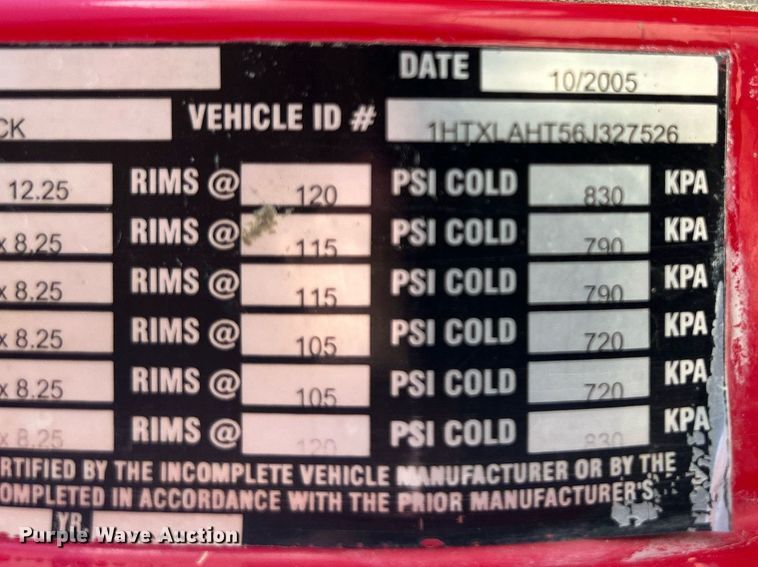 DATE 10/2005
CK VEHICLE ID # 1HTXLAHT56J327526
12.25 RIMS @ 120 PSI COLD 830 KPA
x 8.25 RIMS @ 115 PSI COLD 790 KPA
x 8.25 RIMS @ 115 PSI COLD 790 KPA
x 8.25 RIMS @ 105 PSI COLD 720 KPA
x 8.25 RIMS @ 105 PSI COLD 720 KPA
x 8.25 RIMS @ 120 PSI COLD 830 KPA
RTIFIED BY THE INCOMPLETE VEHICLE MANUFACTURER OR BY THE
OMPLETED IN ACCORDANCE WITH THE PRIOR MANUFACTURER'S
YR.
Purple Wave Auction